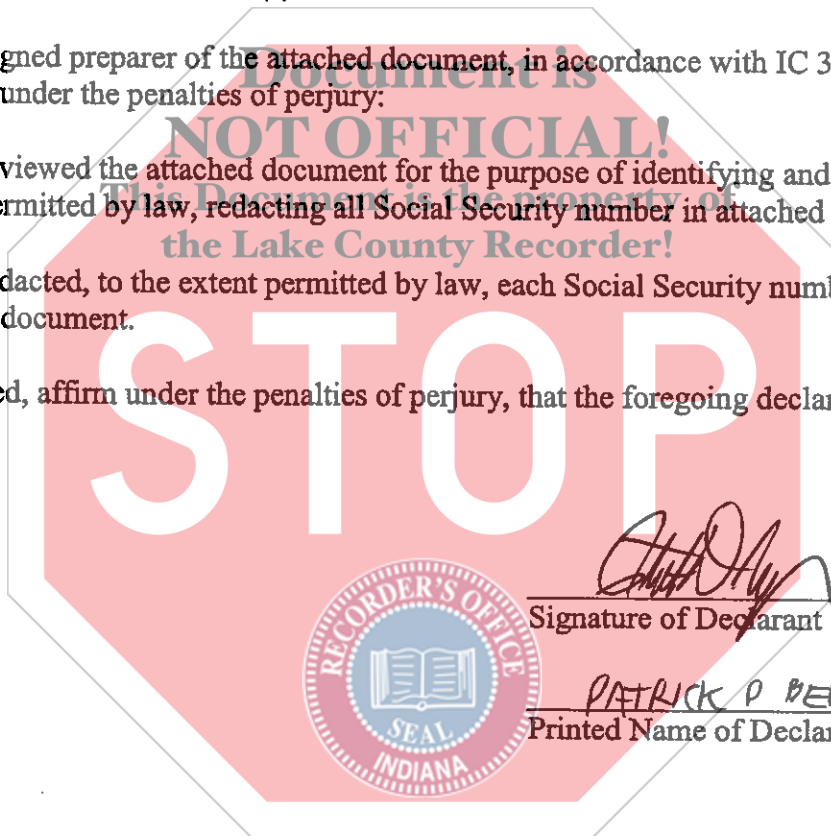 gned preparer of the attached document, in accordance with IC 3
Document is
under the penalties of perjury:
NOT OFFICIAL!
viewed the attached document for the purpose of identifying and
This Document is the property of
rmitted by law, redacting all Social Security number in attached
the Lake County Recorder!
dacted, to the extent permitted by law, each Social Security num
document.
STOP
ed, affirm under the penalties of perjury, that the foregoing declar
Signature of Declarant
PATRICK P BE
Printed Name of Declar
RECORDER'S OFFICE
SEAL
INDIANA